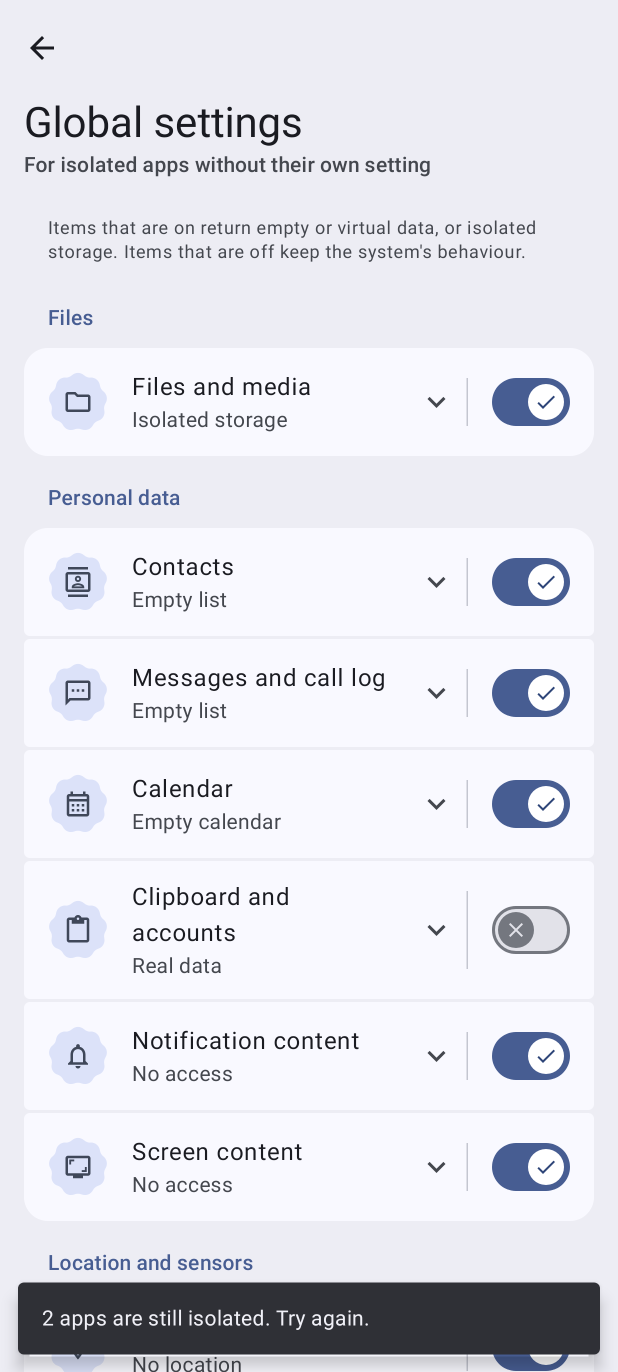 Global settings
For isolated apps without their own setting
Items that are on return empty or virtual data, or isolated
storage. Items that are off keep the system's behaviour.
Files
Files and media
Isolated storage
Personal data
Contacts
Empty list
Messages and call log
Empty list
Calendar
Empty calendar
Clipboard and
accounts
Real data
Notification content
No access
Screen content
No access
Location and sensors
2 apps are still isolated. Try again.
No location